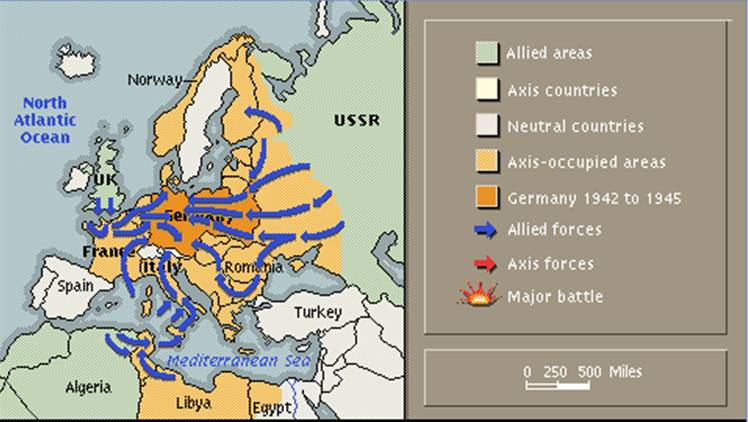 Norway
North
Atlantic
Ocean
USSR
UK
Germany
France
Italy
Romania
Spain
Turkey
Mediterranean Sea
Algeria
Libya
Egypt
Allied areas
Axis countries
Neutral countries
Axis-occupied areas
Germany 1942 to 1945
Allied forces
Axis forces
Major battle
0 250 500 Miles